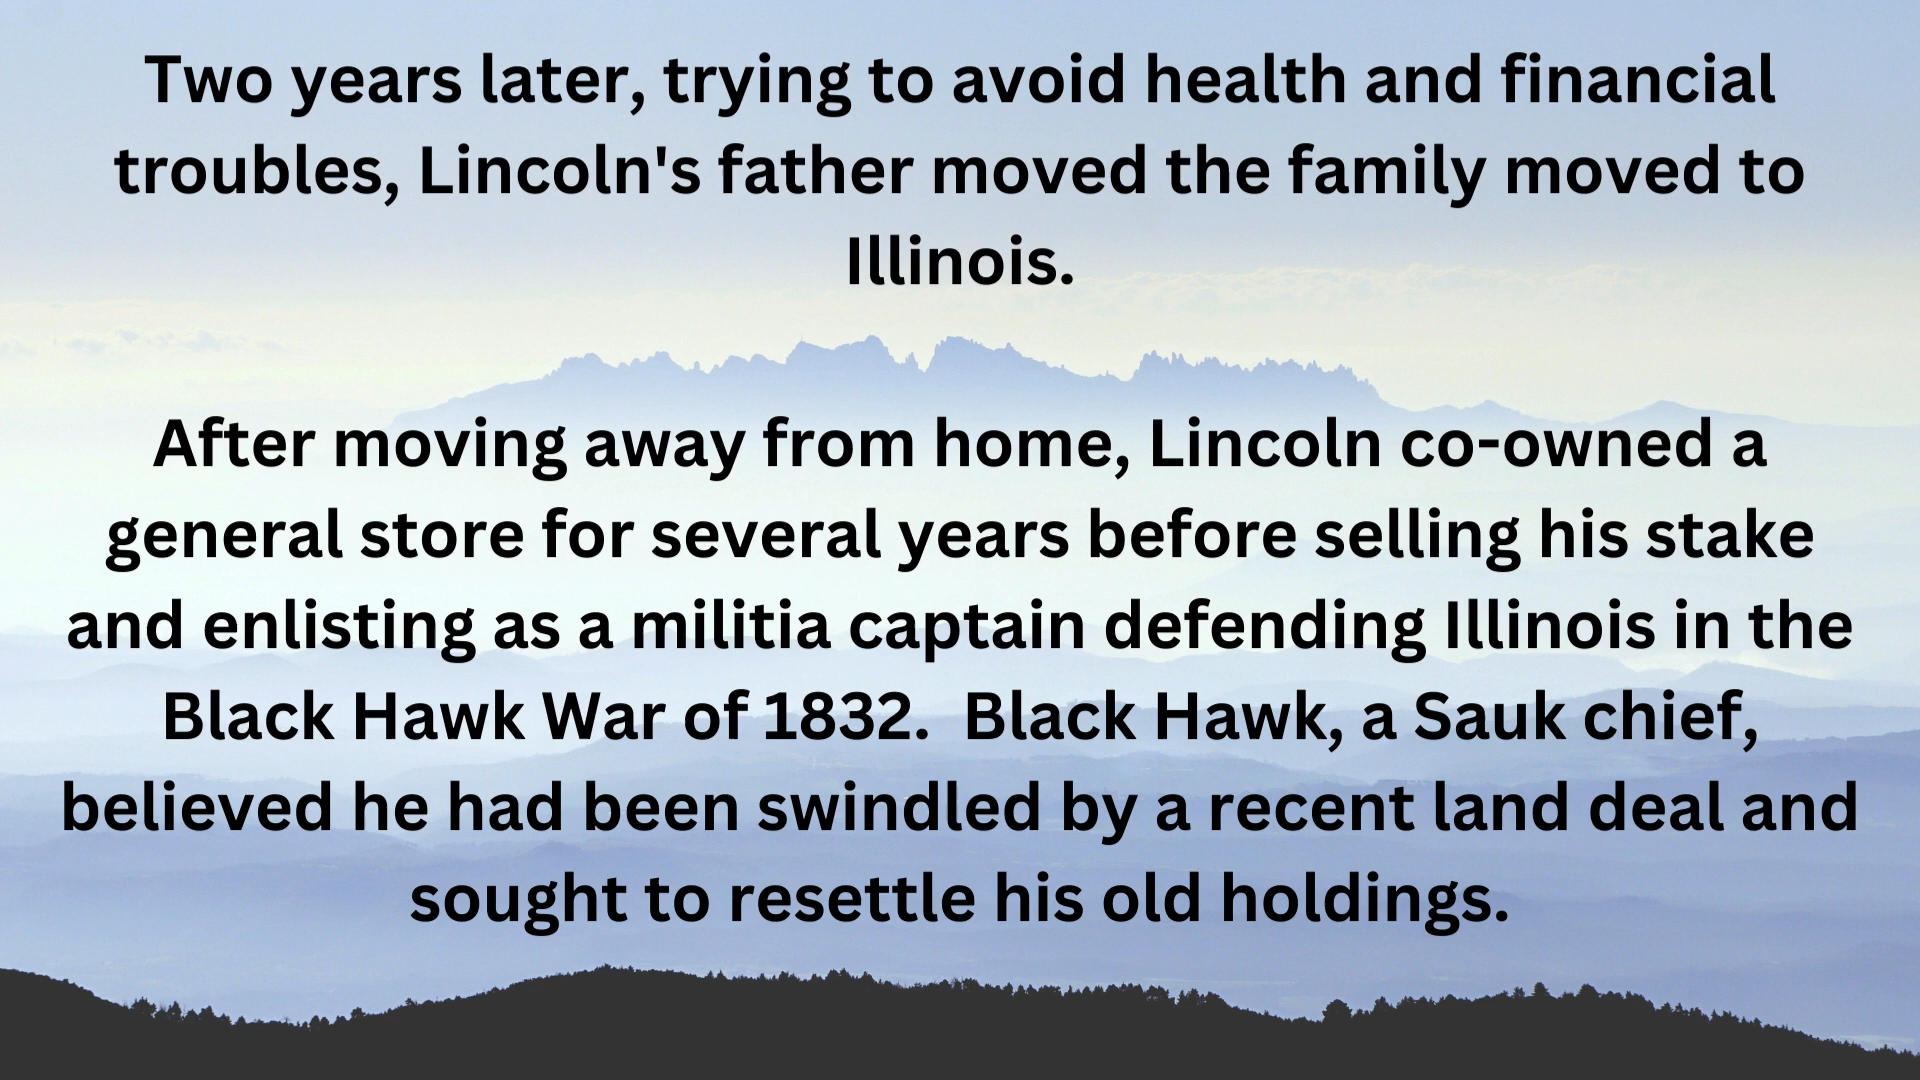 Two years later, trying to avoid health and financial
troubles, Lincoln's father moved the family moved to
Illinois.
After moving away from home, Lincoln co-owned a
general store for several years before selling his stake
and enlisting as a militia captain defending Illinois in the
Black Hawk War of 1832.  Black Hawk, a Sauk chief,
believed he had been swindled by a recent land deal and
sought to resettle his old holdings.